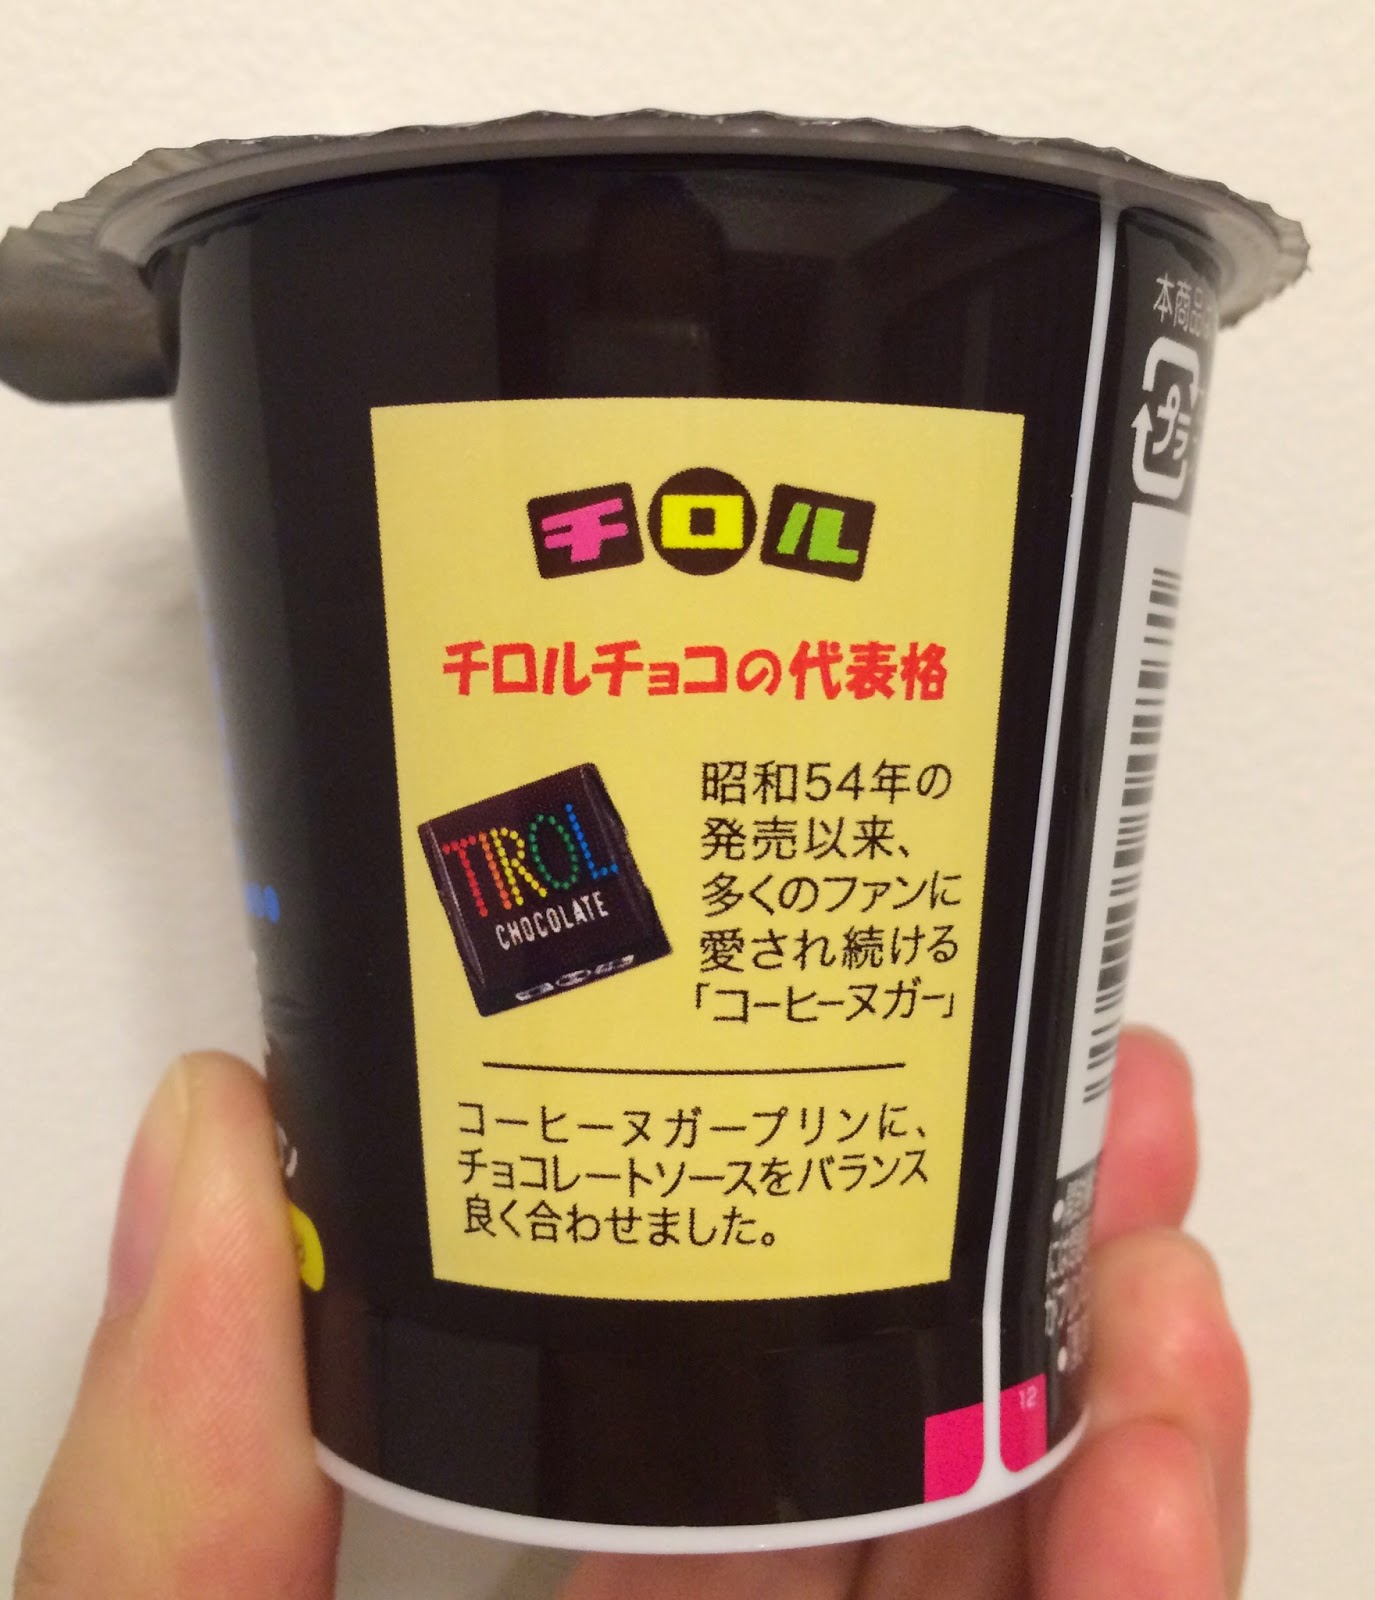 チロル
チロルチョコの代表格
TIROL
CHOCOLATE
昭和54年の
発売以来、
多くのファンに
愛され続ける
「コーヒーヌガー」
コーヒーヌガープリンに、
チョコレートソースをバランス
良く合わせました。
本商品
プラ
12